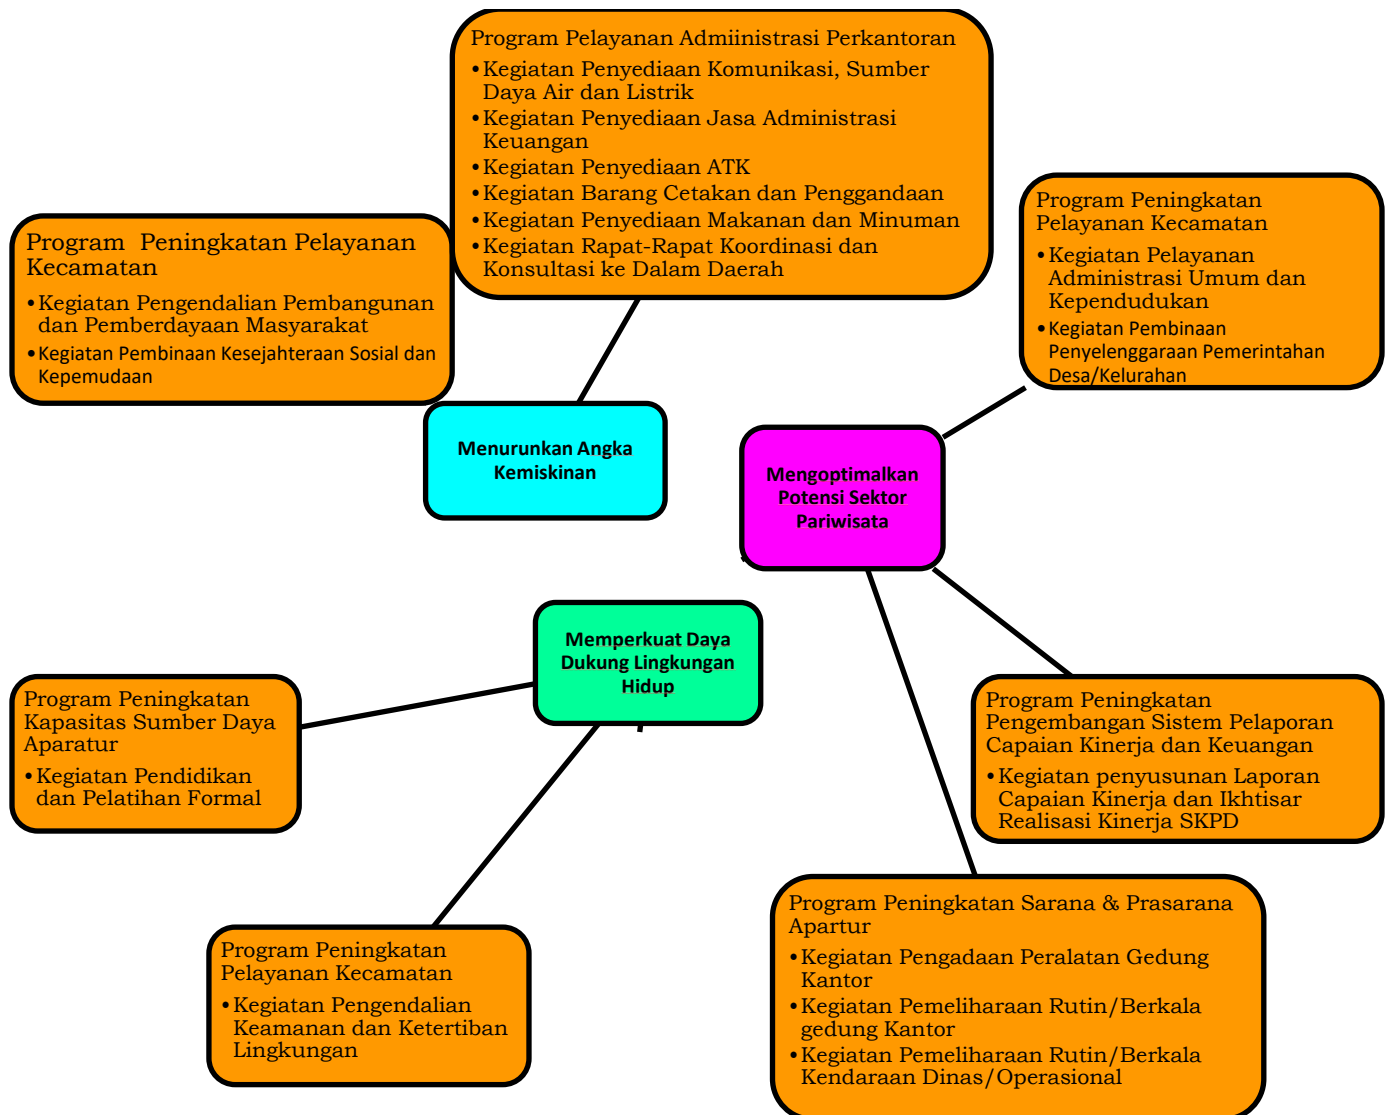 Program Pelayanan Admiinistrasi Perkantoran
•Kegiatan Penyediaan Komunikasi, Sumber
Daya Air dan Listrik
•Kegiatan Penyediaan Jasa Administrasi
Keuangan
•Kegiatan Penyediaan ATK
•Kegiatan Barang Cetakan dan Penggandaan
•Kegiatan Penyediaan Makanan dan Minuman
•Kegiatan Rapat-Rapat Koordinasi dan
Konsultasi ke Dalam Daerah
Program Peningkatan Pelayanan
Kecamatan
•Kegiatan Pengendalian Pembangunan
dan Pemberdayaan Masyarakat
•Kegiatan Pembinaan Kesejahteraan Sosial dan
Kepemudaan
Program Peningkatan
Pelayanan Kecamatan
•Kegiatan Pelayanan
Administrasi Umum dan
Kependudukan
•Kegiatan Pembinaan
Penyelenggaraan Pemerintahan
Desa/Kelurahan
Menurunkan Angka
Kemiskinan
Mengoptimalkan
Potensi Sektor
Pariwisata
Memperkuat Daya
Dukung Lingkungan
Hidup
Program Peningkatan
Kapasitas Sumber Daya
Aparatur
•Kegiatan Pendidikan
dan Pelatihan Formal
Program Peningkatan
Pengembangan Sistem Pelaporan
Capaian Kinerja dan Keuangan
•Kegiatan penyusunan Laporan
Capaian Kinerja dan Ikhtisar
Realisasi Kinerja SKPD
Program Peningkatan
Pelayanan Kecamatan
•Kegiatan Pengendalian
Keamanan dan Ketertiban
Lingkungan
Program Peningkatan Sarana & Prasarana
Apartur
•Kegiatan Pengadaan Peralatan Gedung
Kantor
•Kegiatan Pemeliharaan Rutin/Berkala
gedung Kantor
•Kegiatan Pemeliharaan Rutin/Berkala
Kendaraan Dinas/Operasional